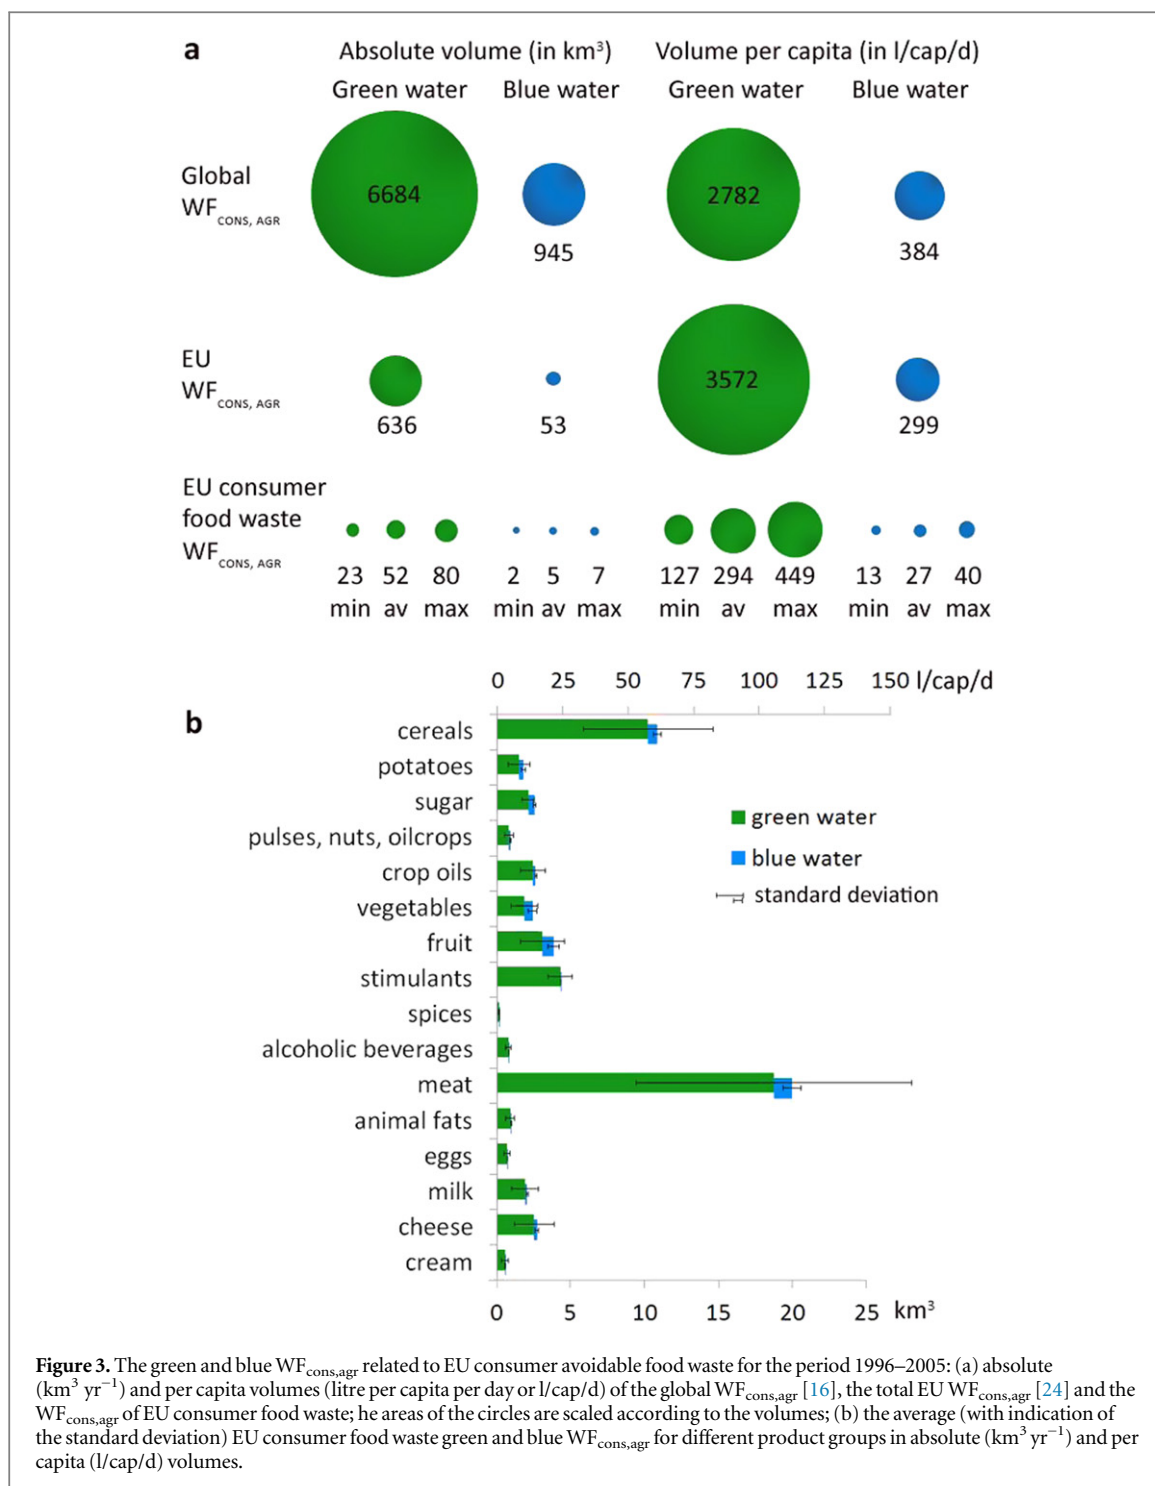 a
Absolute volume (in km³) Volume per capita (in l/cap/d)
Green water Blue water Green water Blue water
Global
WF CONS, AGR
6684
945
2782
384
EU
WF CONS, AGR
636
53
3572
299
EU consumer
food waste
WF CONS, AGR
23 52 80 2 5 7 127 294 449 13 27 40
min av max min av max min av max min av max
0 25 50 75 100 125 150 l/cap/d
b
cereals
potatoes
sugar
pulses, nuts, oilcrops
crop oils
vegetables
fruit
stimulants
spices
alcoholic beverages
meat
animal fats
eggs
milk
cheese
cream
green water
blue water
standard deviation
0 5 10 15 20 25 km³
Figure 3. The green and blue WFcons,agr related to EU consumer avoidable food waste for the period 1996–2005: (a) absolute
(km³ yr⁻¹) and per capita volumes (litre per capita per day or l/cap/d) of the global WFcons,agr [16], the total EU WFcons,agr [24] and the
WFcons,agr of EU consumer food waste; he areas of the circles are scaled according to the volumes; (b) the average (with indication of
the standard deviation) EU consumer food waste green and blue WFcons,agr for different product groups in absolute (km³ yr⁻¹) and per
capita (l/cap/d) volumes.